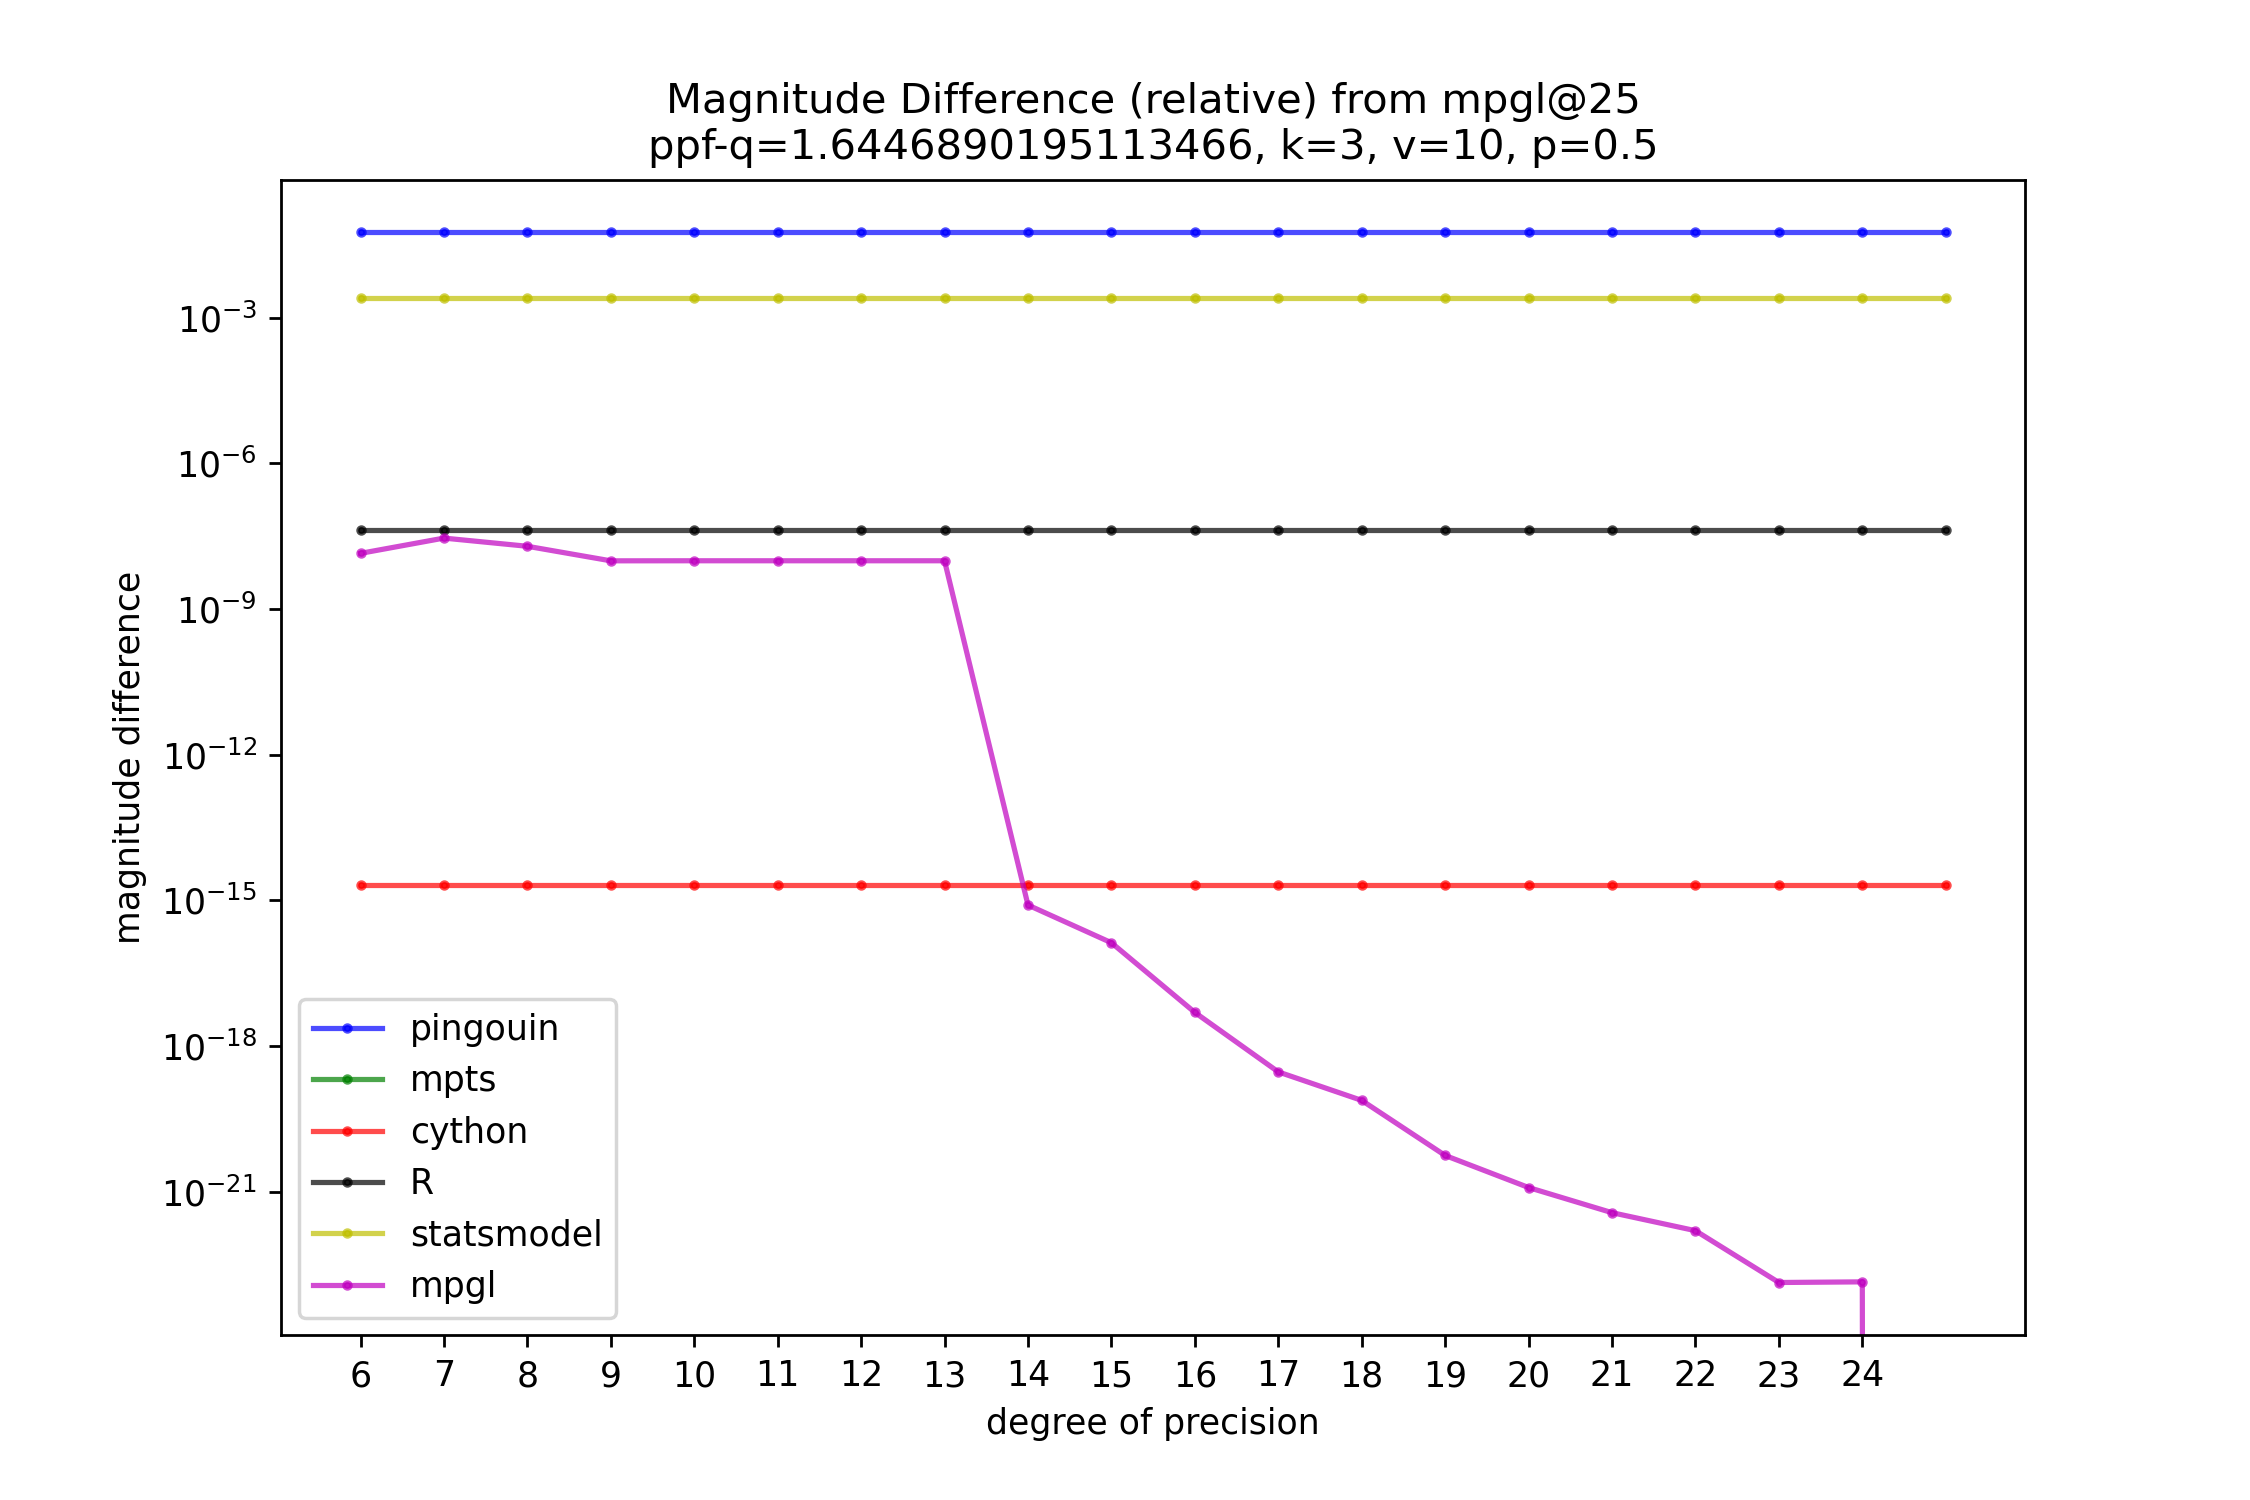 Magnitude Difference (relative) from mpgl@25
ppf-q=1.6446890195113466, k=3, v=10, p=0.5
magnitude difference
10⁻³
10⁻⁶
10⁻⁹
10⁻¹²
10⁻¹⁵
10⁻¹⁸
10⁻²¹
pingouin
mpts
cython
R
statsmodel
mpgl
6 7 8 9 10 11 12 13 14 15 16 17 18 19 20 21 22 23 24
degree of precision